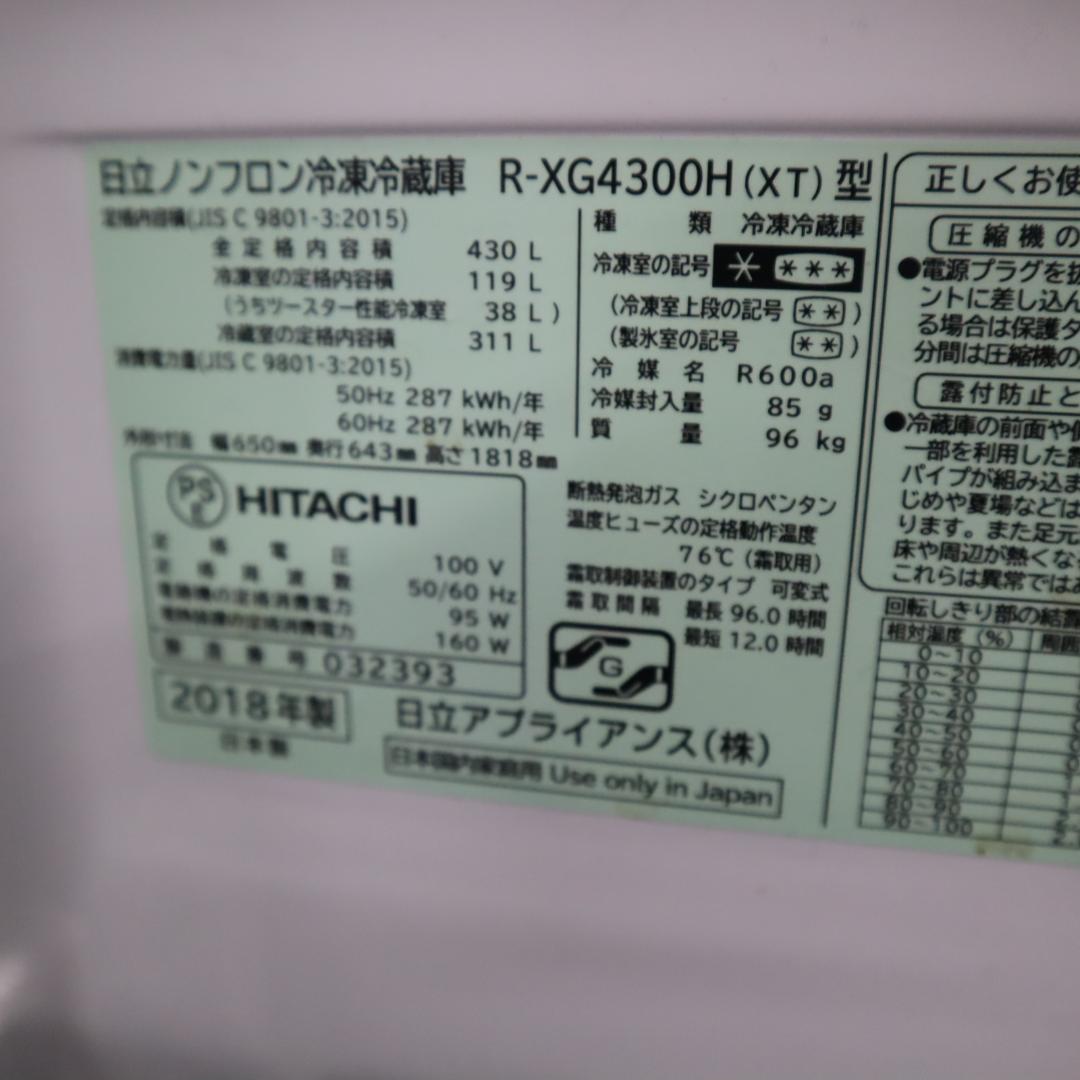 日立ノンフロン冷凍冷蔵庫 R-XG4300H (XT) 型
定格内容積(JIS C 9801-3:2015)
全定格内容積 430 L
冷凍室の定格内容積 119 L
(うちツースター性能冷凍室 38 L )
冷蔵室の定格内容積 311 L
消費電力量(JIS C 9801-3:2015)
50Hz 287 kWh/年
60Hz 287 kWh/年
外形寸法 幅650mm 奥行643mm 高さ1818mm
種類 冷凍冷蔵庫
冷凍室の記号 * ***
(冷凍室上段の記号 ** )
(製氷室の記号 ** )
冷媒名 R600a
冷媒封入量 85 g
質量 96 kg
PS E HITACHI
定格電圧 100 V
定格周波数 50/60 Hz
電動機の定格消費電力 95 W
電熱装置の定格消費電力 160 W
製造番号 032393
2018年製
日本製
断熱発泡ガス シクロペンタン
温度ヒューズの定格動作温度
76℃ (霜取用)
霜取制御装置のタイプ 可変式
霜取間隔 最長 96.0 時間
最短 12.0 時間
G
日立アプライアンス(株)
日本国内家庭用 Use only in Japan
正しくお使
圧縮機の
●電源プラグを抜
ントに差し込ん
る場合は保護タ
分間は圧縮機の
露付防止と
●冷蔵庫の前面や側
一部を利用した露
パイプが組み込ま
じめや夏場などは
ります。また足元
床や周辺が熱くな
これらは異常ではあ
回転しきり部の結露
相対湿度 (%) 周囲
0~10
10~20
20~30
30~40
40~50
50~60
60~70
70~80
80~90
90~100